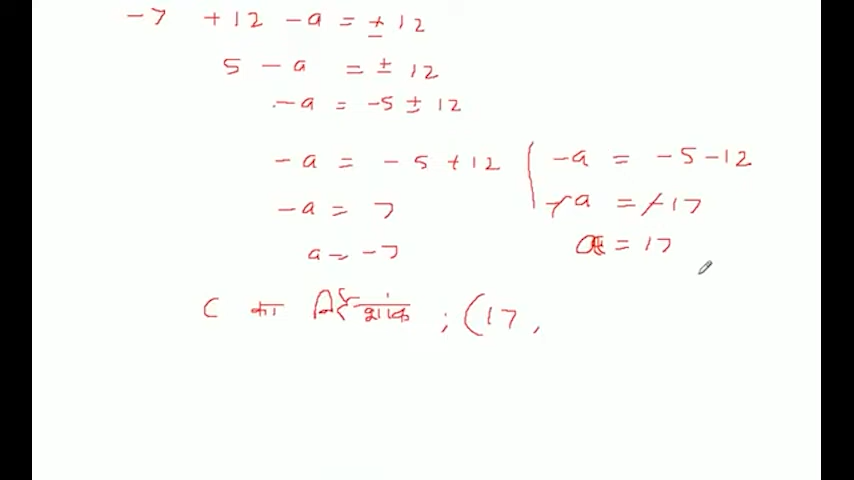 -7 +12 -a = ± 12
5 - a = ± 12
-a = -5 ± 12
-a = -5 +12
-a = 7
a = -7
-a = -5 -12
-a = -17
a = 17
C का ; (17 ,